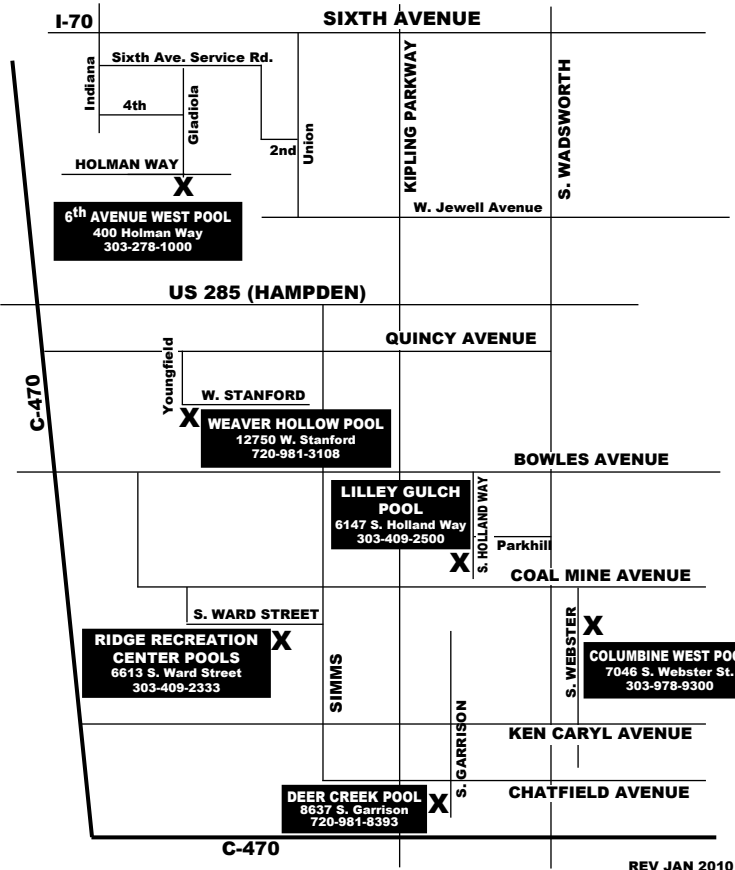 I-70
SIXTH AVENUE
Sixth Ave. Service Rd.
Indiana
4th
Gladiola
2nd
Union
KIPLING PARKWAY
S. WADSWORTH
HOLMAN WAY
X
6th AVENUE WEST POOL
400 Holman Way
303-278-1000
W. Jewell Avenue
US 285 (HAMPDEN)
QUINCY AVENUE
Youngfield
W. STANFORD
C-470
X
WEAVER HOLLOW POOL
12750 W. Stanford
720-981-3108
BOWLES AVENUE
LILLEY GULCH
POOL
6147 S. Holland Way
303-409-2500
S. HOLLAND WAY
Parkhill
X
COAL MINE AVENUE
S. WARD STREET
X
RIDGE RECREATION
CENTER POOLS
6613 S. Ward Street
303-409-2333
SIMMS
S. WEBSTER
X
COLUMBINE WEST POO
7046 S. Webster St.
303-978-9300
S. GARRISON
KEN CARYL AVENUE
DEER CREEK POOL
8637 S. Garrison
720-981-8393
X
CHATFIELD AVENUE
C-470
REV JAN 2010